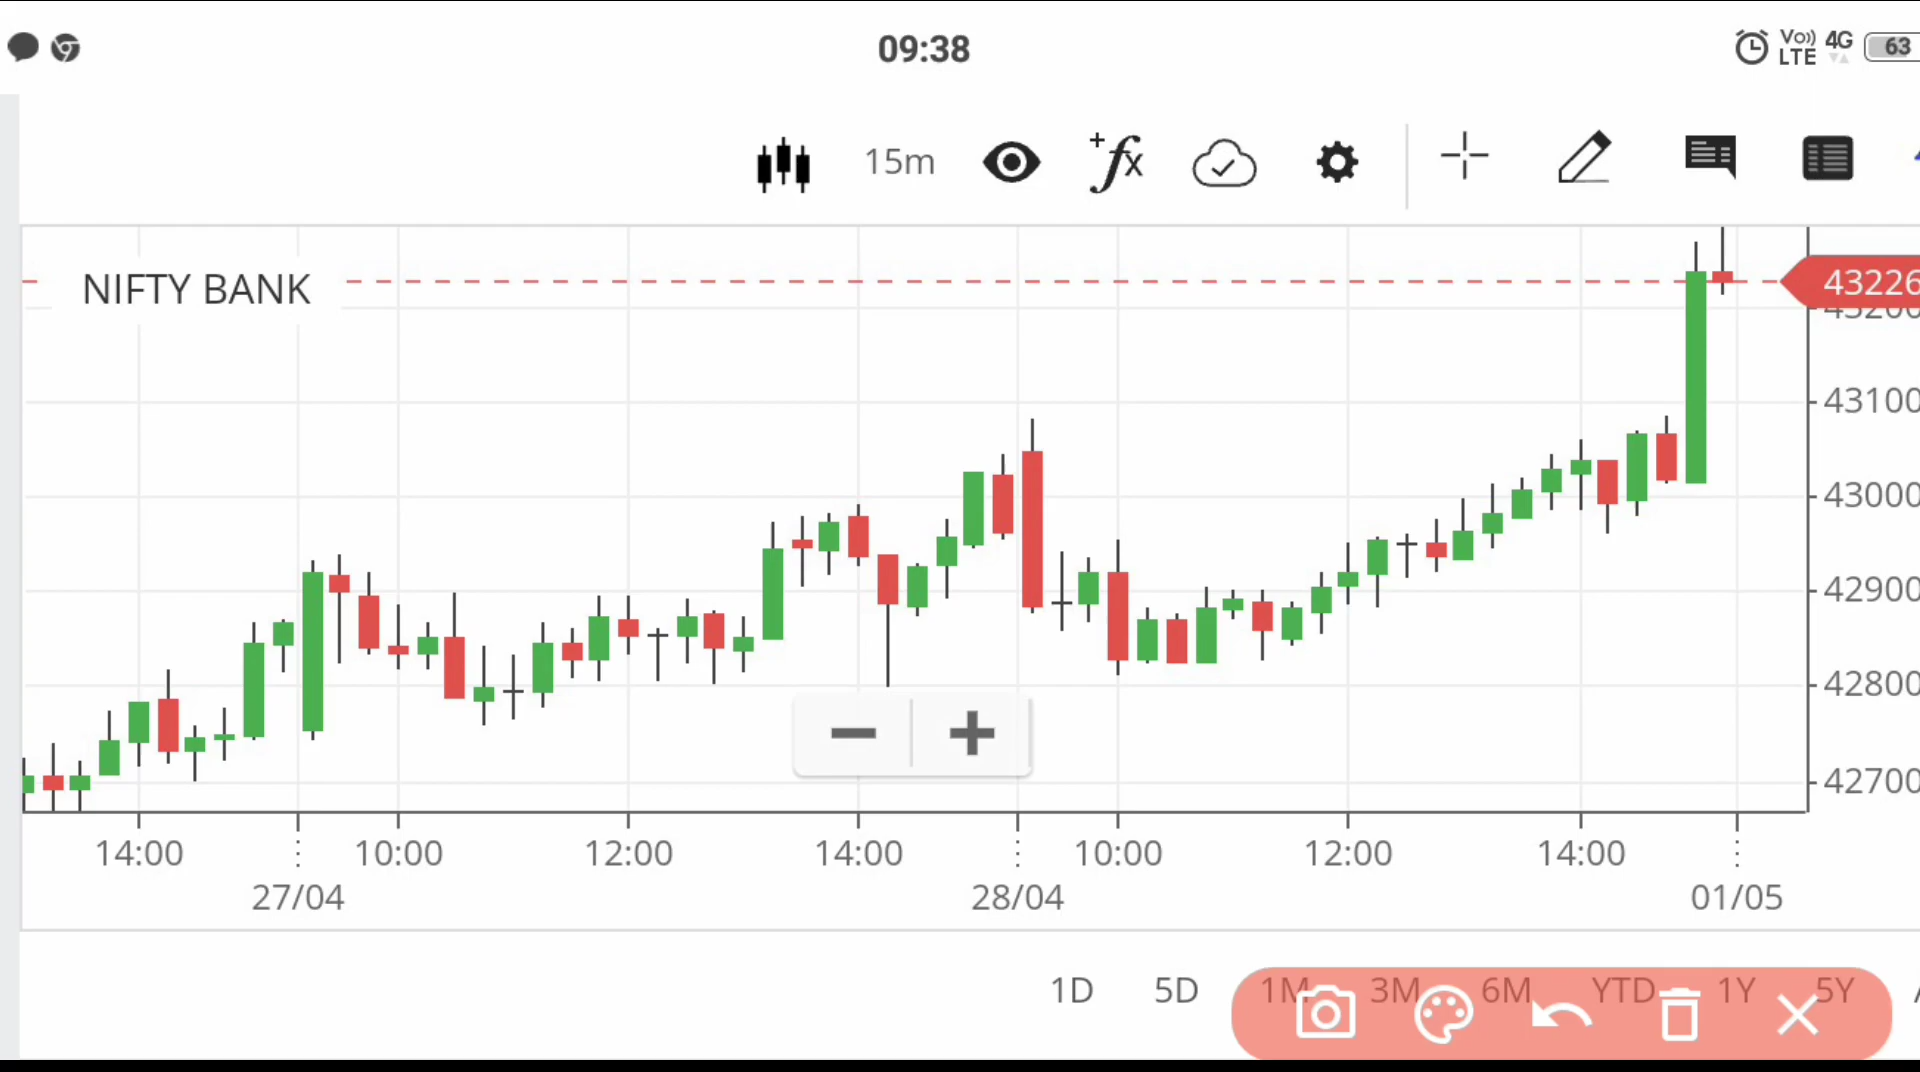 09:38
Vo)) 4G
LTE
63
15m
+fx
NIFTY BANK
43226
43200
43100
43000
42900
42800
42700
14:00 10:00 12:00 14:00 10:00 12:00 14:00
27/04 28/04 01/05
1D 5D 1M 3M 6M YTD 1Y 5Y